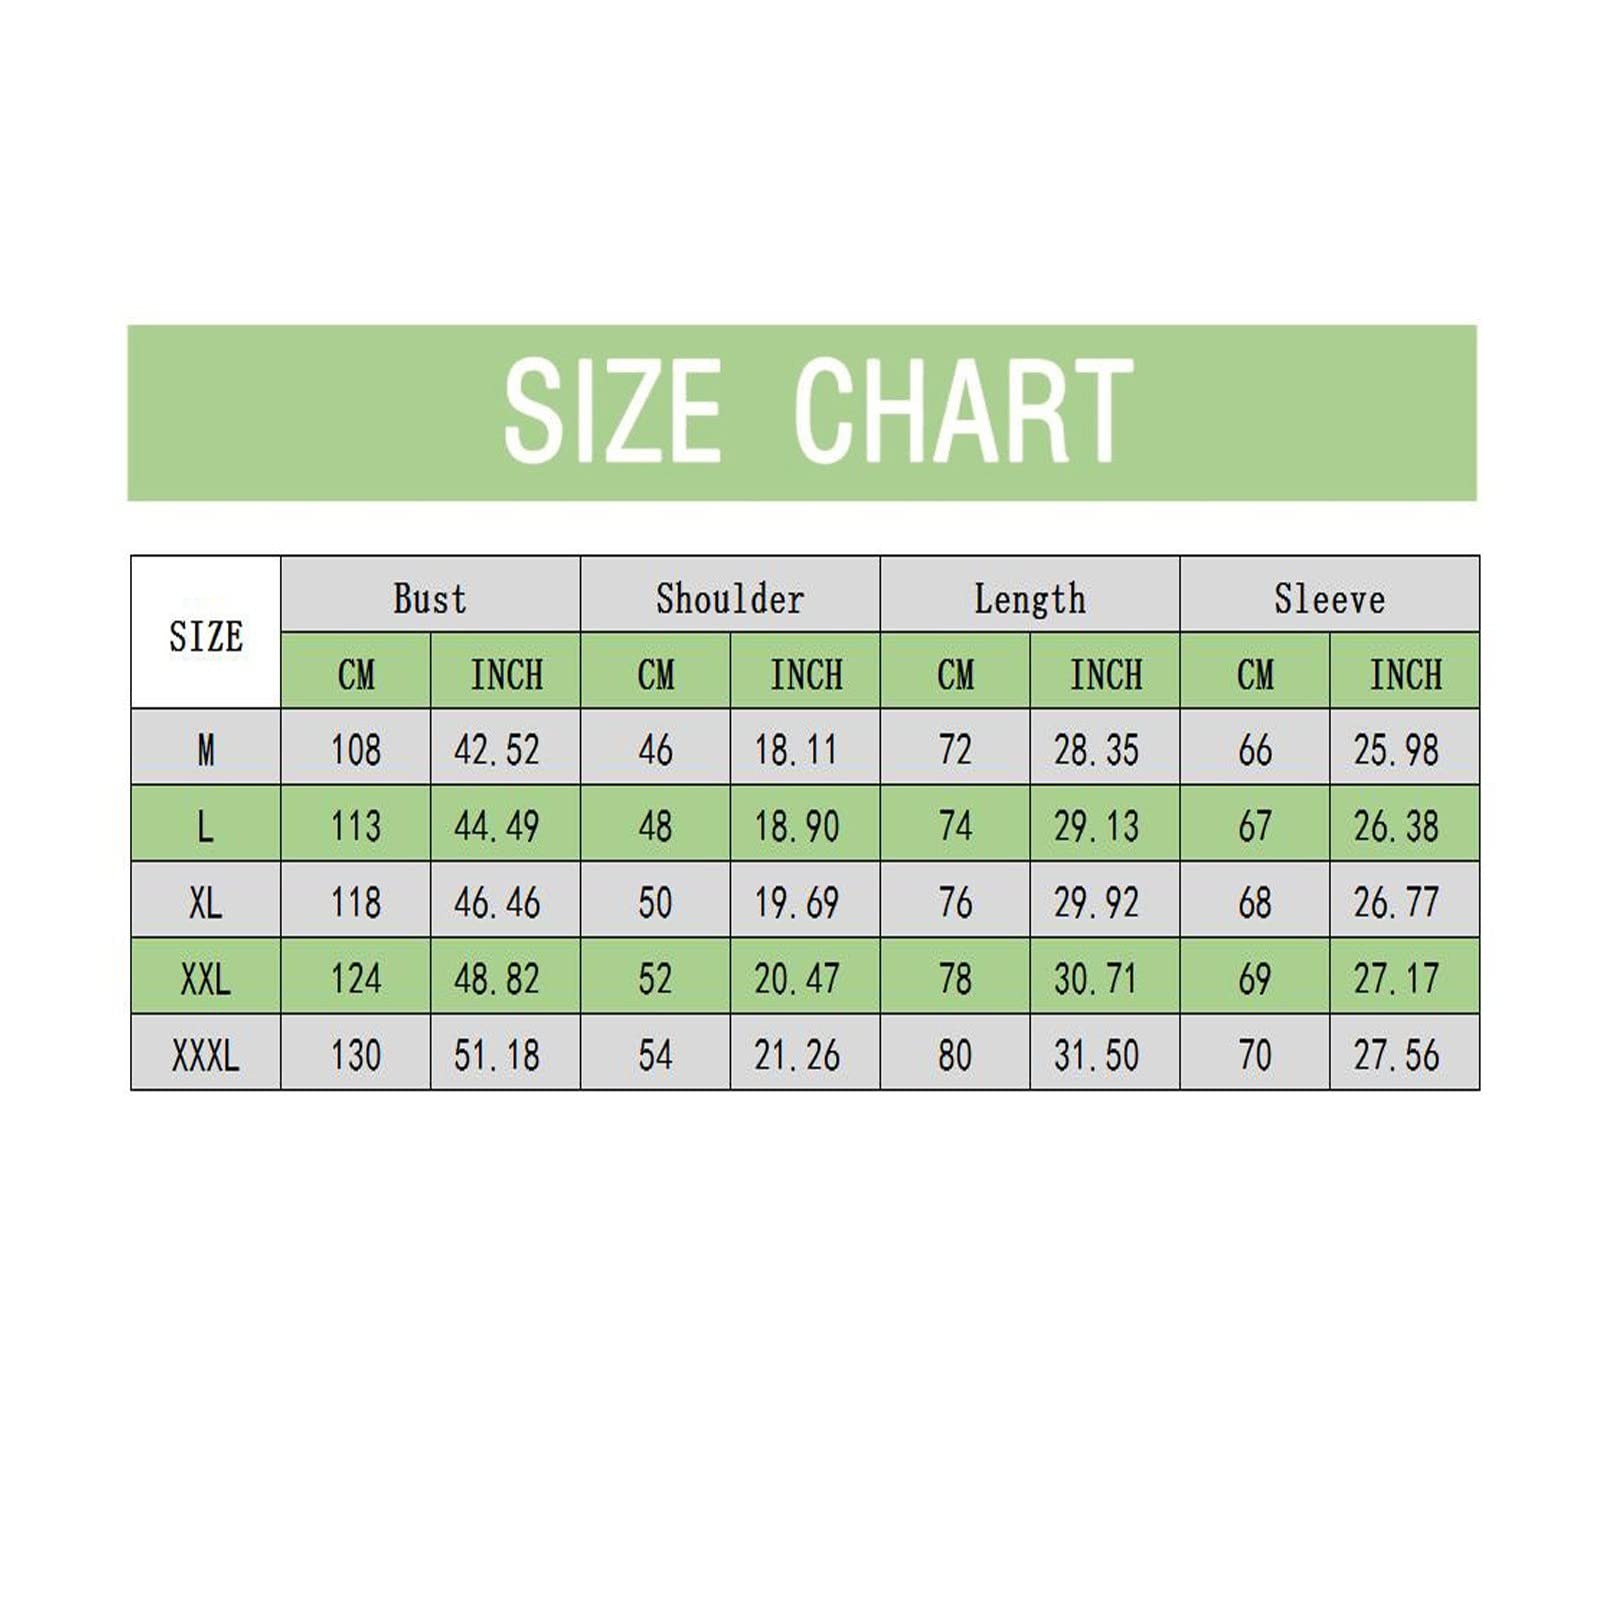 SIZE CHART
SIZE Bust Shoulder Length Sleeve
CM INCH CM INCH CM INCH CM INCH
M 108 42.52 46 18.11 72 28.35 66 25.98
L 113 44.49 48 18.90 74 29.13 67 26.38
XL 118 46.46 50 19.69 76 29.92 68 26.77
XXL 124 48.82 52 20.47 78 30.71 69 27.17
XXXL 130 51.18 54 21.26 80 31.50 70 27.56